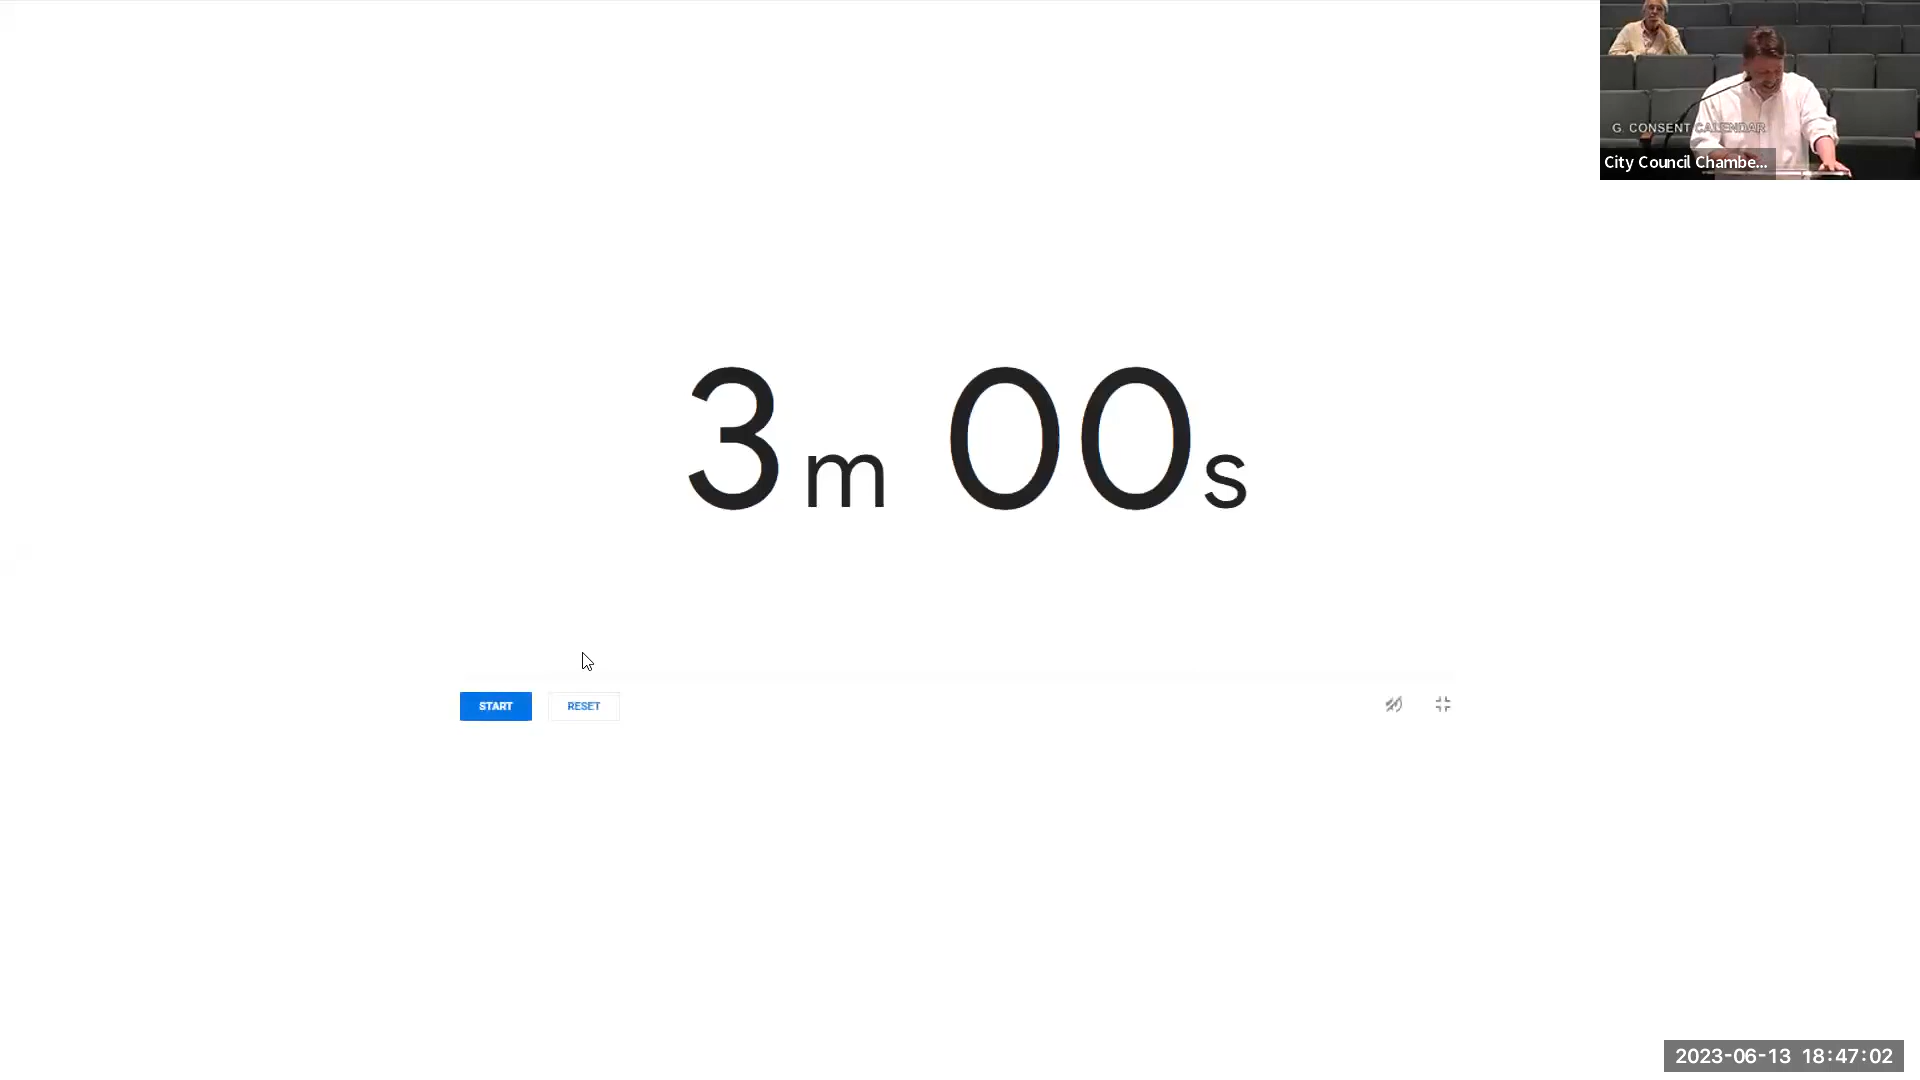 G. CONSENT CALENDAR
City Council Chambe...
3m 00s
START
RESET
2023-06-13 18:47:02